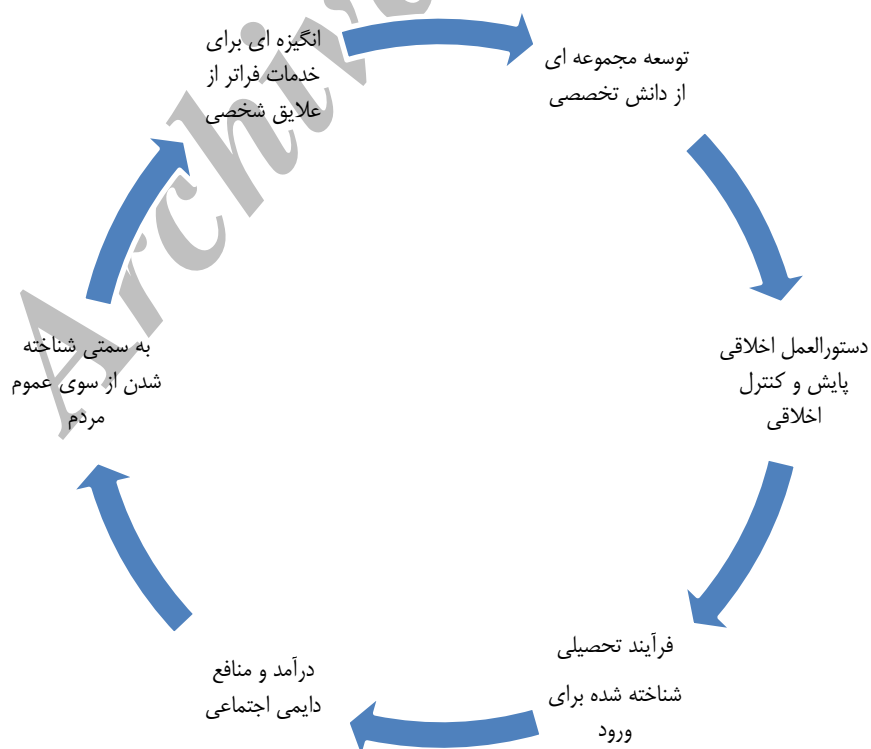 توسعه مجموعه ای
از دانش تخصصی
دستورالعمل اخلاقی
پایش و کنترل
اخلاقی
فرآیند تحصیلی
شناخته شده برای
ورود
درآمد و منافع
دایمی اجتماعی
به سمتی شناخته
شدن از سوی عموم
مردم
انگیزه ای برای
خدمات فراتر از
علایق شخصی